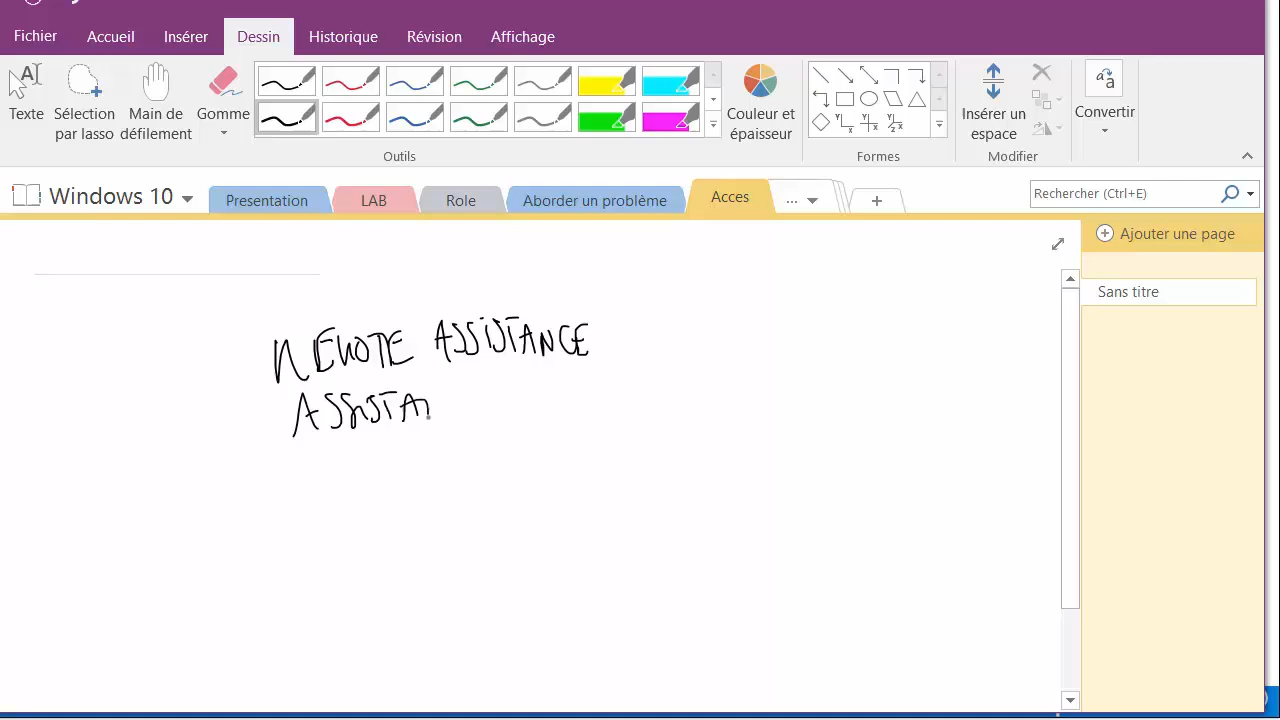 Fichier Accueil Insérer Dessin Historique Révision Affichage
Texte Sélection par lasso Main de défilement Gomme Couleur et épaisseur Insérer un espace Convertir
Outils Formes Modifier
Windows 10 Presentation LAB Role Aborder un problème Acces ... + Rechercher (Ctrl+E)
Ajouter une page
Sans titre
REMOTE ASSISTANCE
ASSISTAN